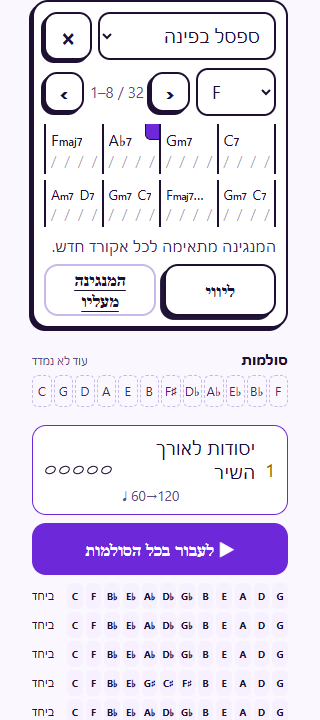 ספסל בפינה
×
F
‹ 1–8 / 32 ›
Fmaj7 A♭7 Gm7 C7
/ / / / / / / / / / / / / / / /
Am7 D7 Gm7 C7 Fmaj7... Gm7 C7
/ / / / / / / / / / / / / / / /
המנגינה מתאימה לכל אקורד חדש.
ליווי
המנגינה
מעליו
סולמות
עוד לא נמדד
C G D A E B F♯ D♭ A♭ E♭ B♭ F
1 יסודות לאורך
השיר
♩ 60→120
▶ לעבור בכל הסולמות
ביחד C F B♭ E♭ A♭ D♭ G♭ B E A D G
ביחד C F B♭ E♭ A♭ D♭ G♭ B E A D G
ביחד C F B♭ E♭ A♭ D♭ G♭ B E A D G
ביחד C F B♭ E♭ G♯ C♯ F♯ B E A D G
ביחד C F B♭ E♭ A♭ D♭ G♭ B E A D G